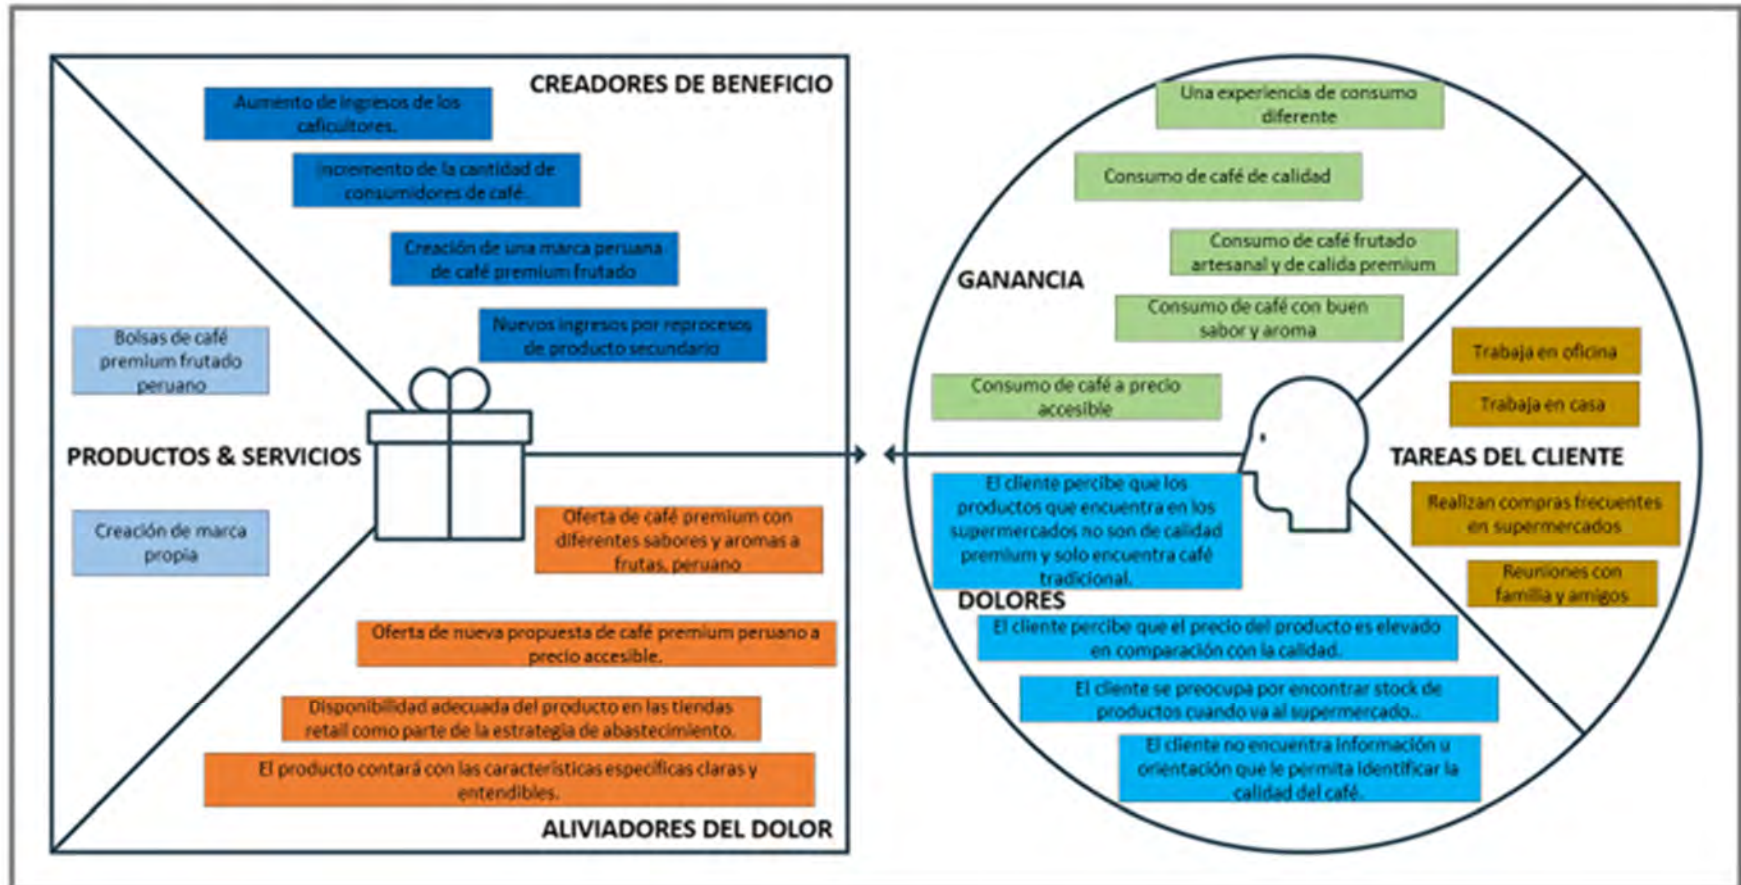 CREADORES DE BENEFICIO
Aumento de ingresos de los
caficultores.
Incremento de la cantidad de
consumidores de café.
Creación de una marca peruana
de café premium frutado
Nuevos ingresos por reprocesos
de producto secundario
Bolsas de café
premium frutado
peruano
PRODUCTOS & SERVICIOS
Creación de marca
propia
Oferta de café premium con
diferentes sabores y aromas a
frutas, peruano
Oferta de nueva propuesta de café premium peruano a
precio accesible.
Disponibilidad adecuada del producto en las tiendas
retail como parte de la estrategia de abastecimiento.
El producto contará con las características específicas claras y
entendibles.
ALIVIADORES DEL DOLOR
Una experiencia de consumo
diferente
Consumo de café de calidad
Consumo de café frutado
artesanal y de calida premium
GANANCIA
Consumo de café con buen
sabor y aroma
Consumo de café a precio
accesible
Trabaja en oficina
Trabaja en casa
TAREAS DEL CLIENTE
Realizan compras frecuentes
en supermercados
Reuniones con
familia y amigos
El cliente percibe que los
productos que encuentra en los
supermercados no son de calidad
premium y solo encuentra café
tradicional.
DOLORES
El cliente percibe que el precio del producto es elevado
en comparación con la calidad.
El cliente se preocupa por encontrar stock de
productos cuando va al supermercado..
El cliente no encuentra información u
orientación que le permita identificar la
calidad del café.